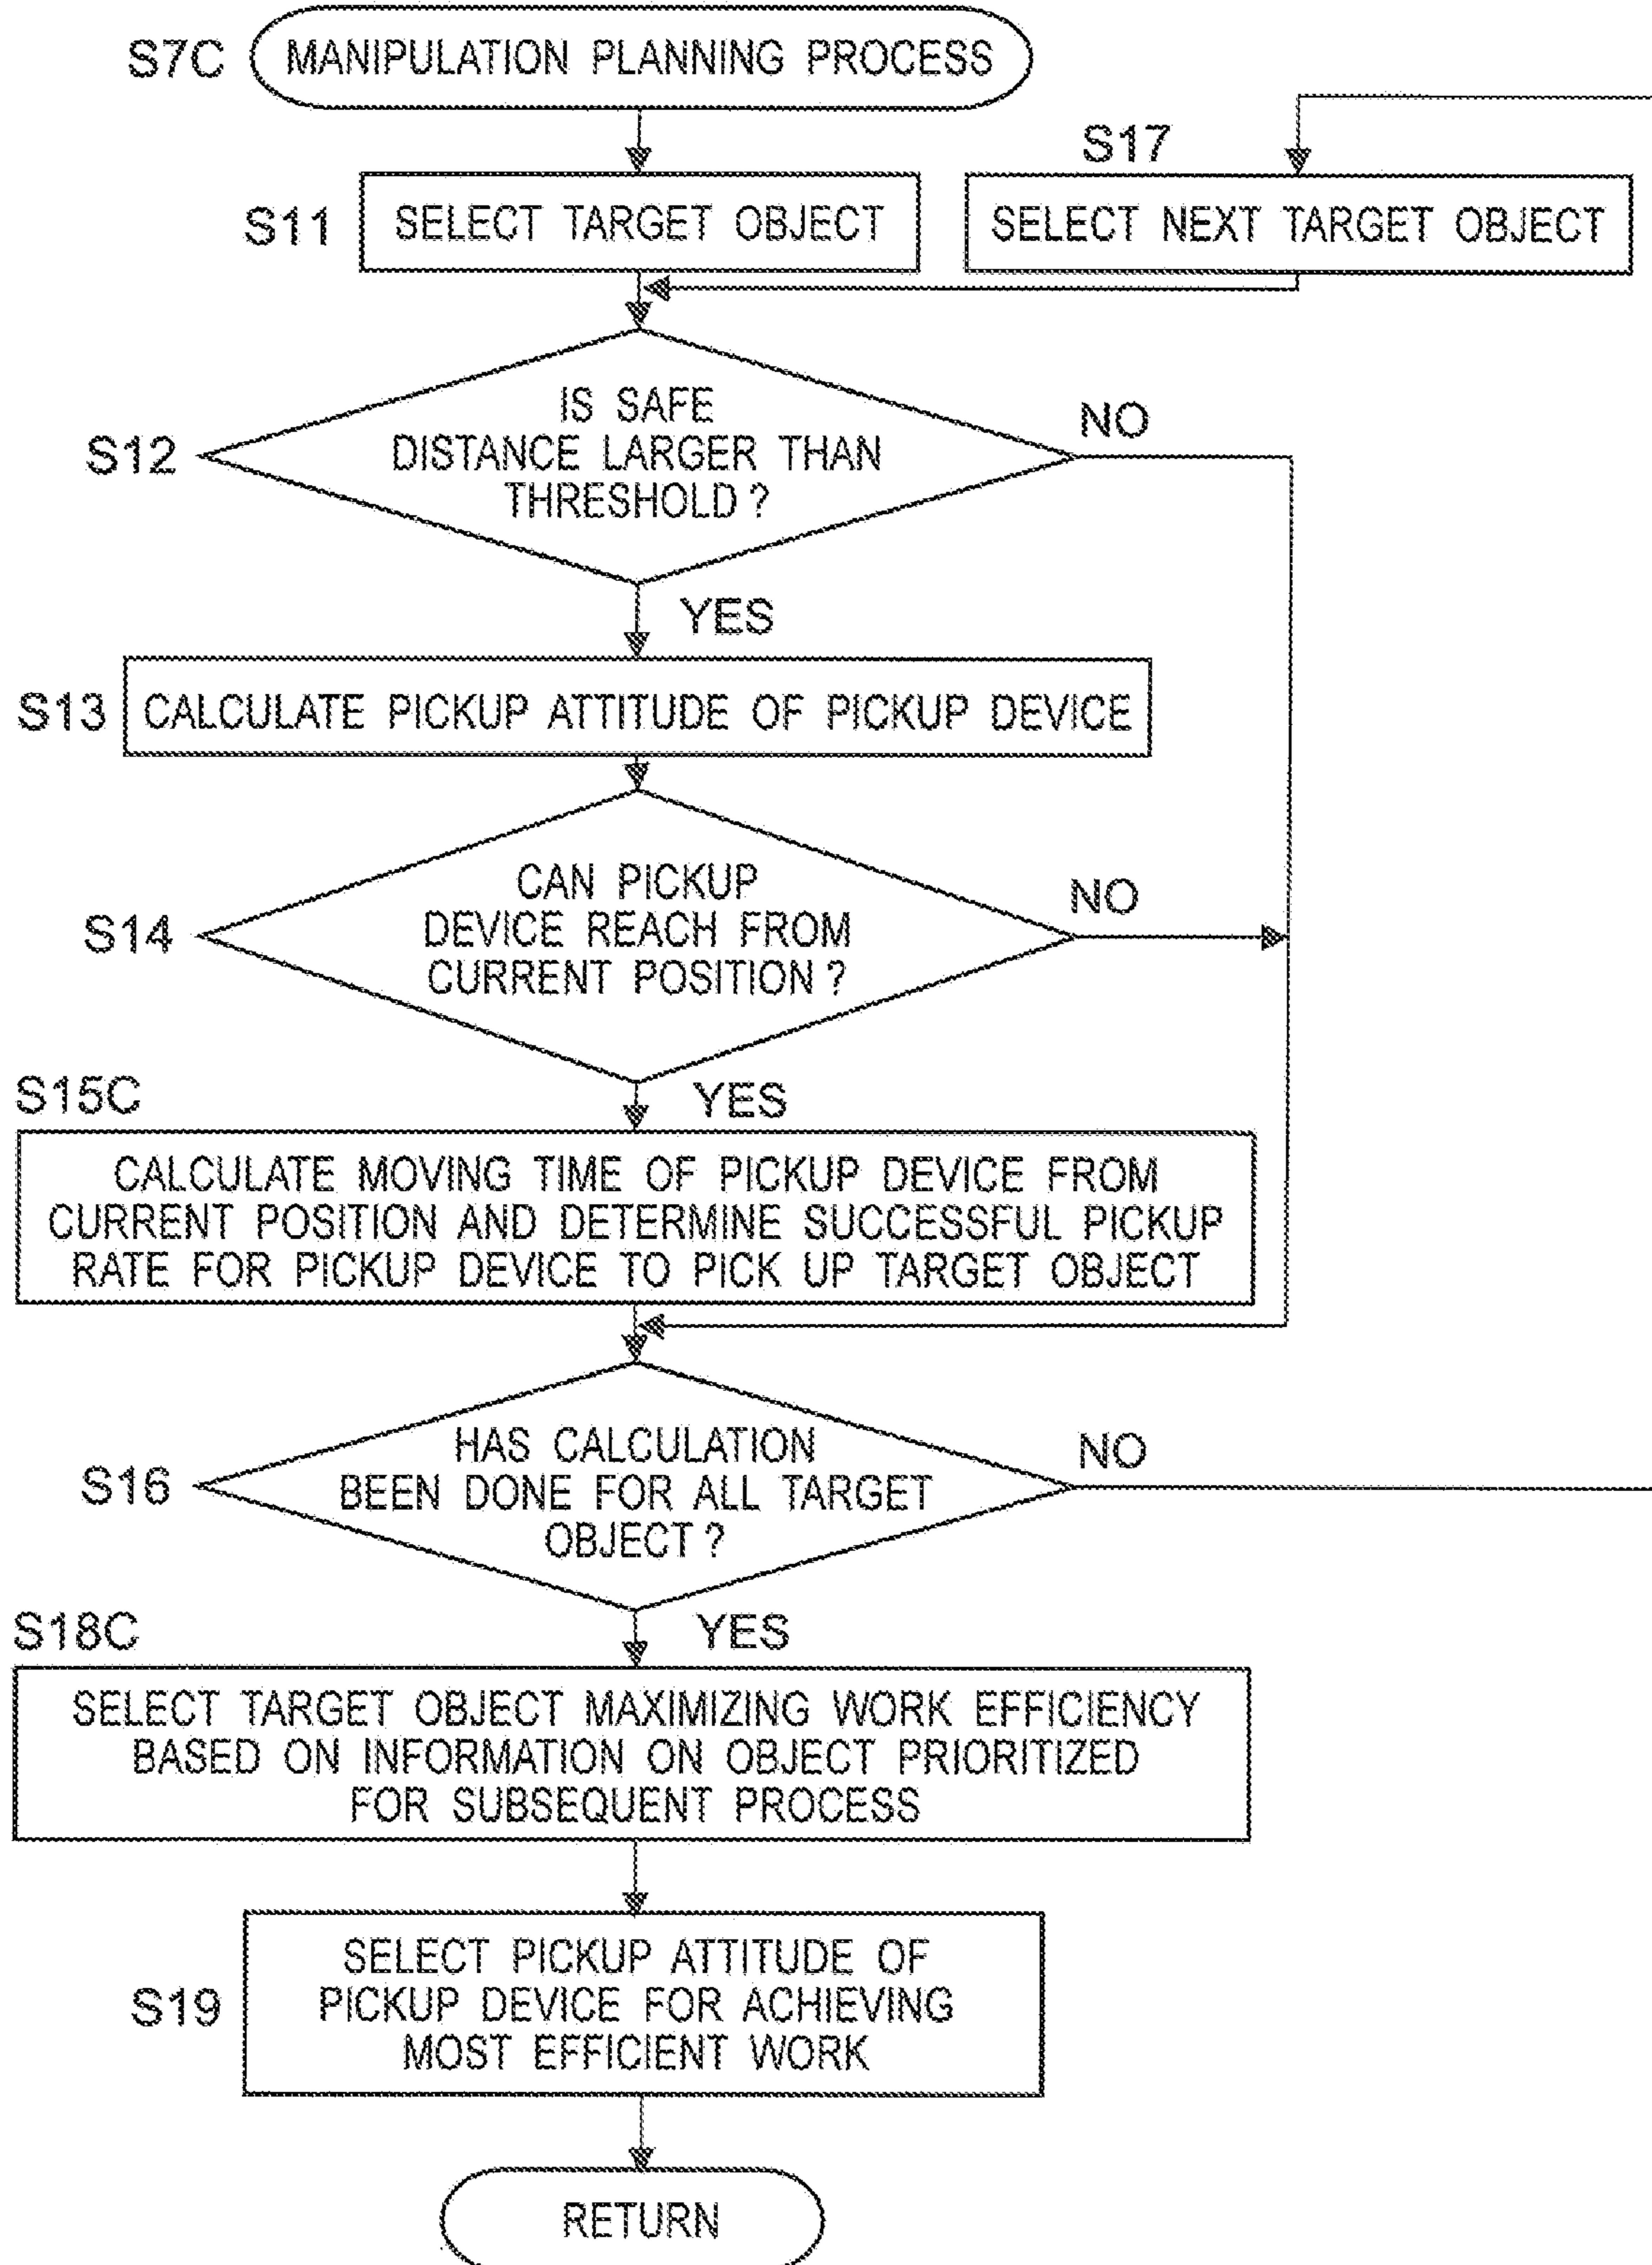 S7C
MANIPULATION PLANNING PROCESS
S17
S11
SELECT TARGET OBJECT
SELECT NEXT TARGET OBJECT
S12
IS SAFE
DISTANCE LARGER THAN
THRESHOLD?
NO
YES
S13
CALCULATE PICKUP ATTITUDE OF PICKUP DEVICE
S14
CAN PICKUP
DEVICE REACH FROM
CURRENT POSITION?
NO
YES
S15C
CALCULATE MOVING TIME OF PICKUP DEVICE FROM
CURRENT POSITION AND DETERMINE SUCCESSFUL PICKUP
RATE FOR PICKUP DEVICE TO PICK UP TARGET OBJECT
S16
HAS CALCULATION
BEEN DONE FOR ALL TARGET
OBJECT?
NO
YES
S18C
SELECT TARGET OBJECT MAXIMIZING WORK EFFICIENCY
BASED ON INFORMATION ON OBJECT PRIORITIZED
FOR SUBSEQUENT PROCESS
S19
SELECT PICKUP ATTITUDE OF
PICKUP DEVICE FOR ACHIEVING
MOST EFFICIENT WORK
RETURN